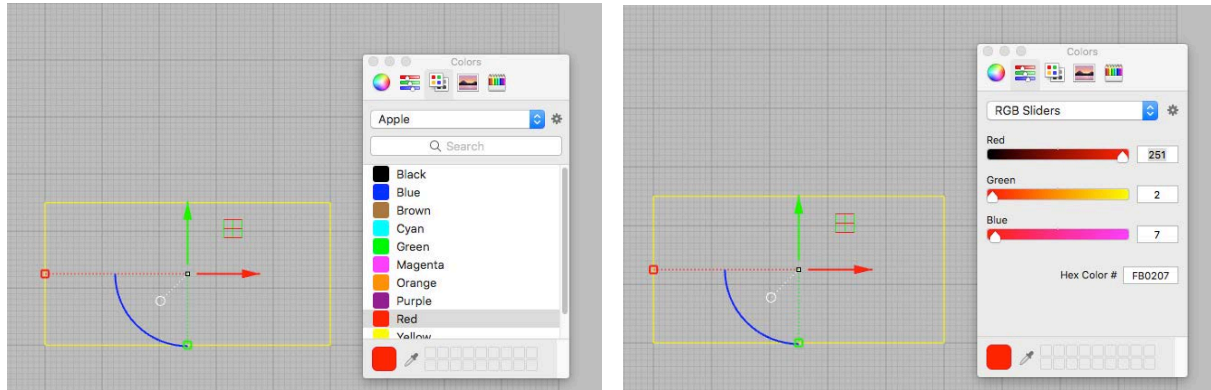 Colors
Apple
Search
Black
Blue
Brown
Cyan
Green
Magenta
Orange
Purple
Red
Yellow
Colors
RGB Sliders
Red
251
Green
2
Blue
7
Hex Color # FB0207